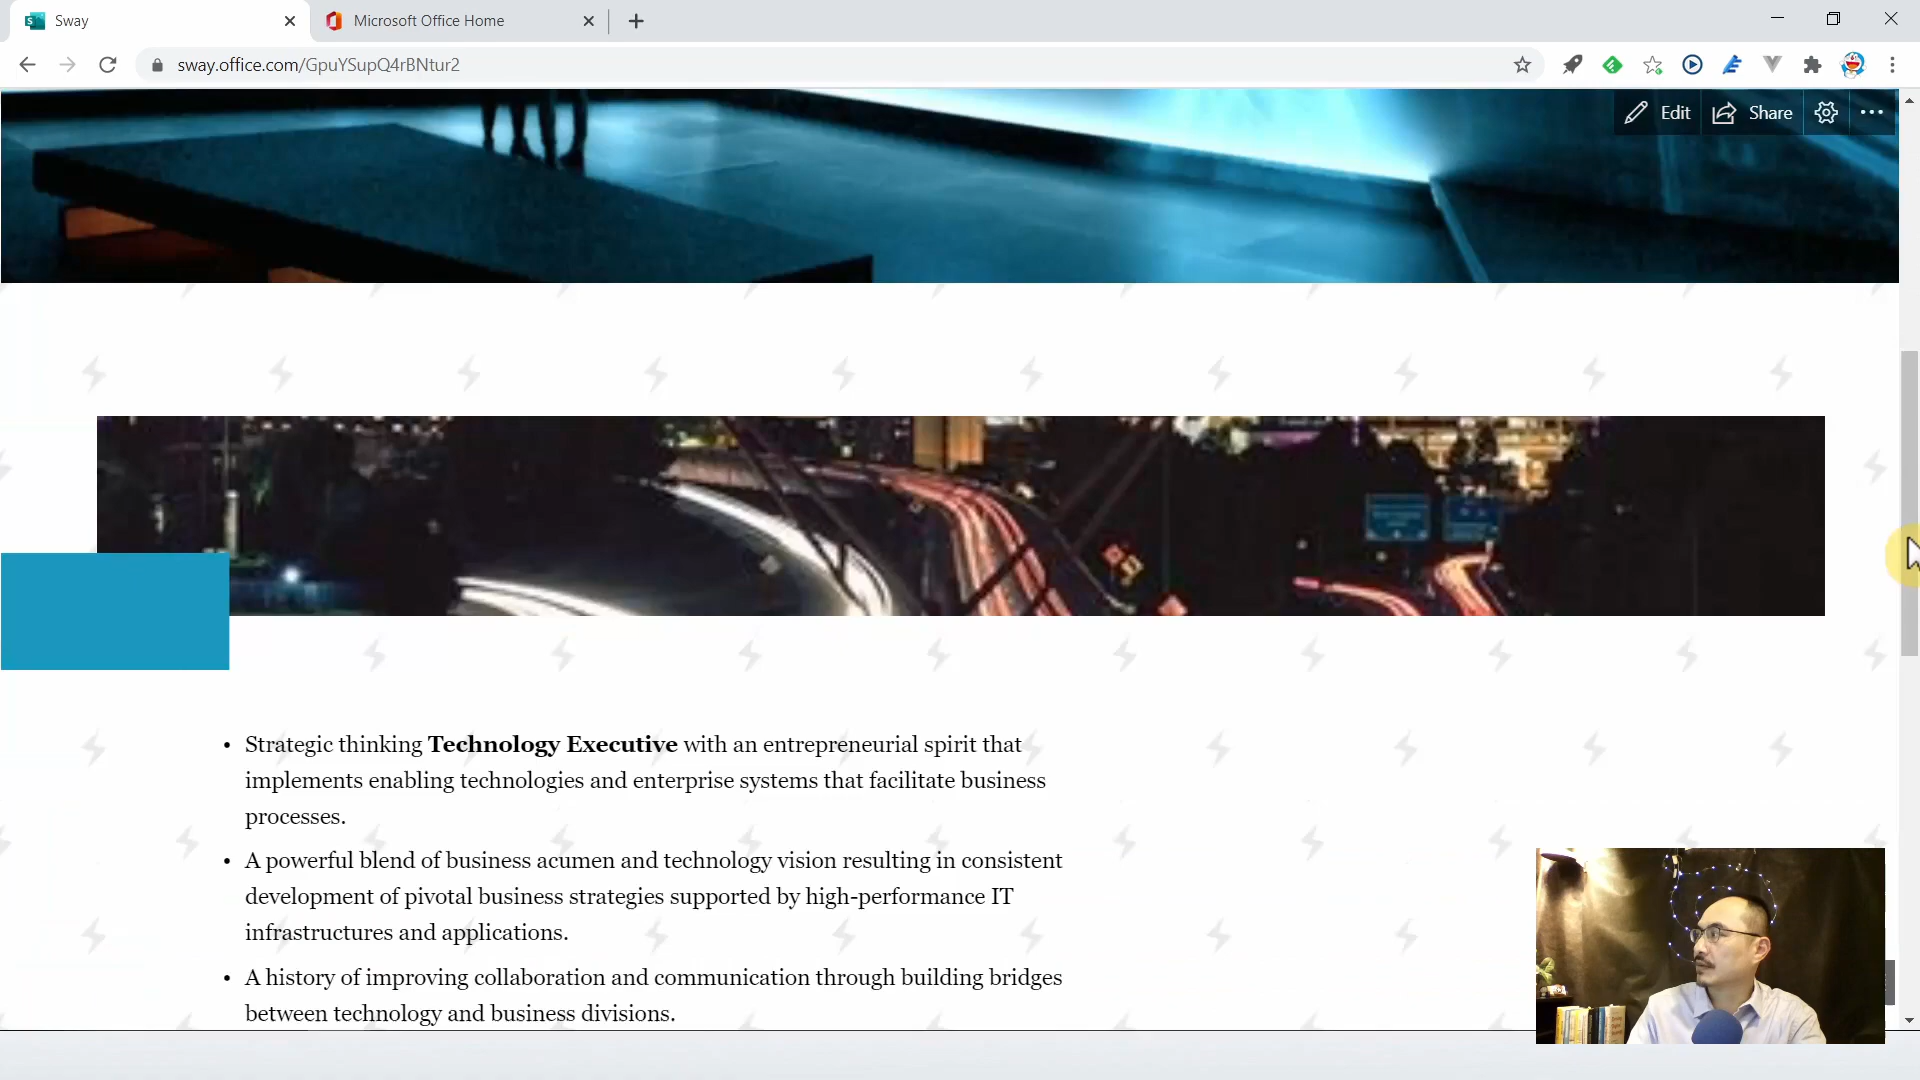 Sway
Microsoft Office Home
sway.office.com/GpuYSupQ4rBNtur2
Edit
Share
• Strategic thinking Technology Executive with an entrepreneurial spirit that
implements enabling technologies and enterprise systems that facilitate business
processes.
• A powerful blend of business acumen and technology vision resulting in consistent
development of pivotal business strategies supported by high-performance IT
infrastructures and applications.
• A history of improving collaboration and communication through building bridges
between technology and business divisions.